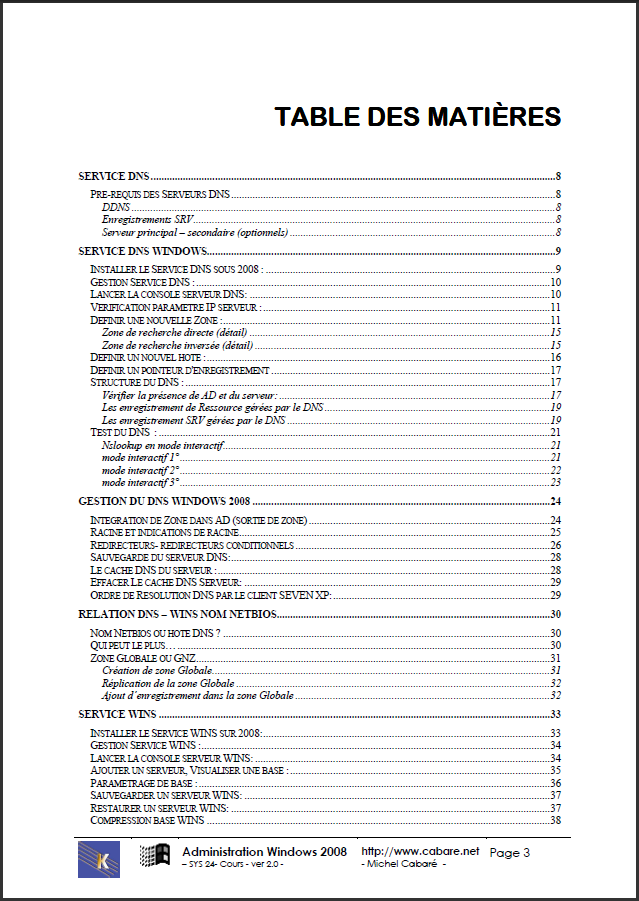 TABLE DES MATIÈRES
SERVICE DNS ... 8
PRE-REQUIS DES SERVEURS DNS ... 8
DDNS ... 8
Enregistrements SRV ... 8
Serveur principal – secondaire (optionnels) ... 8
SERVICE DNS WINDOWS ... 9
INSTALLER LE SERVICE DNS SOUS 2008 : ... 9
GESTION SERVICE DNS : ... 10
LANCER LA CONSOLE SERVEUR DNS: ... 10
VERIFICATION PARAMETRE IP SERVEUR : ... 11
DEFINIR UNE NOUVELLE ZONE : ... 11
Zone de recherche directe (détail) ... 15
Zone de recherche inversée (détail) ... 15
DEFINIR UN NOUVEL HOTE : ... 16
DEFINIR UN POINTEUR D'ENREGISTREMENT ... 17
STRUCTURE DU DNS : ... 17
Vérifier la présence de AD et du serveur: ... 17
Les enregistrement de Ressource gérées par le DNS ... 19
Les enregistrement SRV gérées par le DNS ... 19
TEST DU DNS : ... 21
Nslookup en mode interactif ... 21
mode interactif 1° ... 21
mode interactif 2° ... 22
mode interactif 3° ... 23
GESTION DU DNS WINDOWS 2008 ... 24
INTEGRATION DE ZONE DANS AD (SORTIE DE ZONE) ... 24
RACINE ET INDICATIONS DE RACINE ... 25
REDIRECTEURS- REDIRECTEURS CONDITIONNELS ... 26
SAUVEGARDE DU SERVEUR DNS: ... 28
LE CACHE DNS DU SERVEUR : ... 28
EFFACER LE CACHE DNS SERVEUR: ... 29
ORDRE DE RESOLUTION DNS PAR LE CLIENT SEVEN XP: ... 29
RELATION DNS – WINS NOM NETBIOS ... 30
NOM NETBIOS OU HOTE DNS ? ... 30
QUI PEUT LE PLUS… ... 30
ZONE GLOBALE OU GNZ ... 31
Création de zone Globale ... 31
Réplication de la zone Globale ... 32
Ajout d'enregistrement dans la zone Globale ... 32
SERVICE WINS ... 33
INSTALLER LE SERVICE WINS SUR 2008: ... 33
GESTION SERVICE WINS : ... 34
LANCER LA CONSOLE SERVEUR WINS: ... 34
AJOUTER UN SERVEUR, VISUALISER UNE BASE : ... 35
PARAMETRAGE DE BASE : ... 36
SAUVEGARDER UN SERVEUR WINS: ... 37
RESTAURER UN SERVEUR WINS: ... 37
COMPRESSION BASE WINS ... 38
K
Administration Windows 2008 http://www.cabare.net Page 3
– SYS 24- Cours - ver 2.0 - - Michel Cabaré -